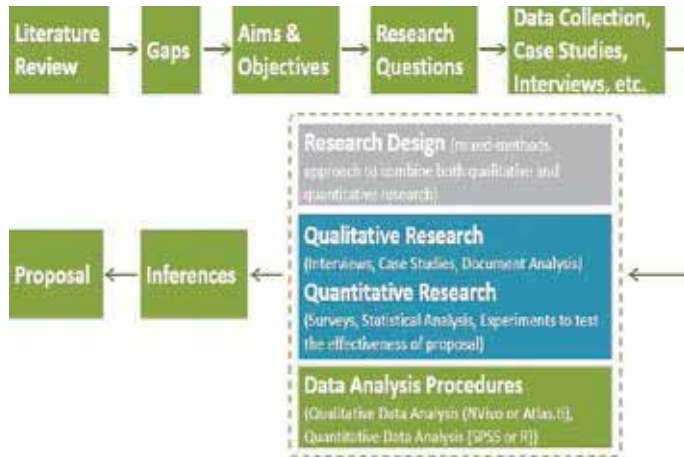 Literature
Review
Gaps
Aims &
Objectives
Research
Questions
Data Collection,
Case Studies,
Interviews, etc.
Research Design (mixed-methods
approach to combine both qualitative and
quantitative research)
Qualitative Research
(Interviews, Case Studies, Document Analysis)
Quantitative Research
(Surveys, Statistical Analysis, Experiments to test
the effectiveness of proposal)
Data Analysis Procedures
(Qualitative Data Analysis (NVivo or Atlas.ti),
Quantitative Data Analysis [SPSS or R])
Inferences
Proposal